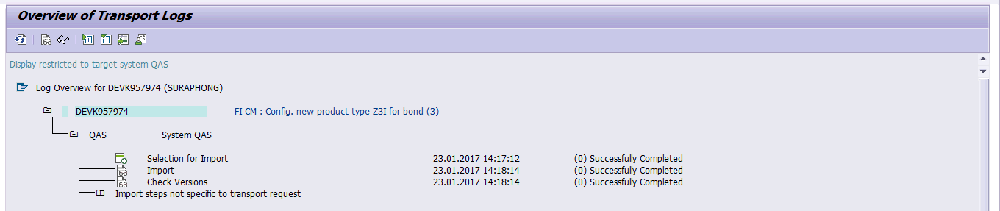 Overview of Transport Logs
Display restricted to target system QAS
Log Overview for DEVK957974 (SURAPHONG)
DEVK957974 FI-CM : Config. new product type Z3I for bond (3)
QAS System QAS
Selection for Import 23.01.2017 14:17:12 (0) Successfully Completed
Import 23.01.2017 14:18:14 (0) Successfully Completed
Check Versions 23.01.2017 14:18:14 (0) Successfully Completed
Import steps not specific to transport request